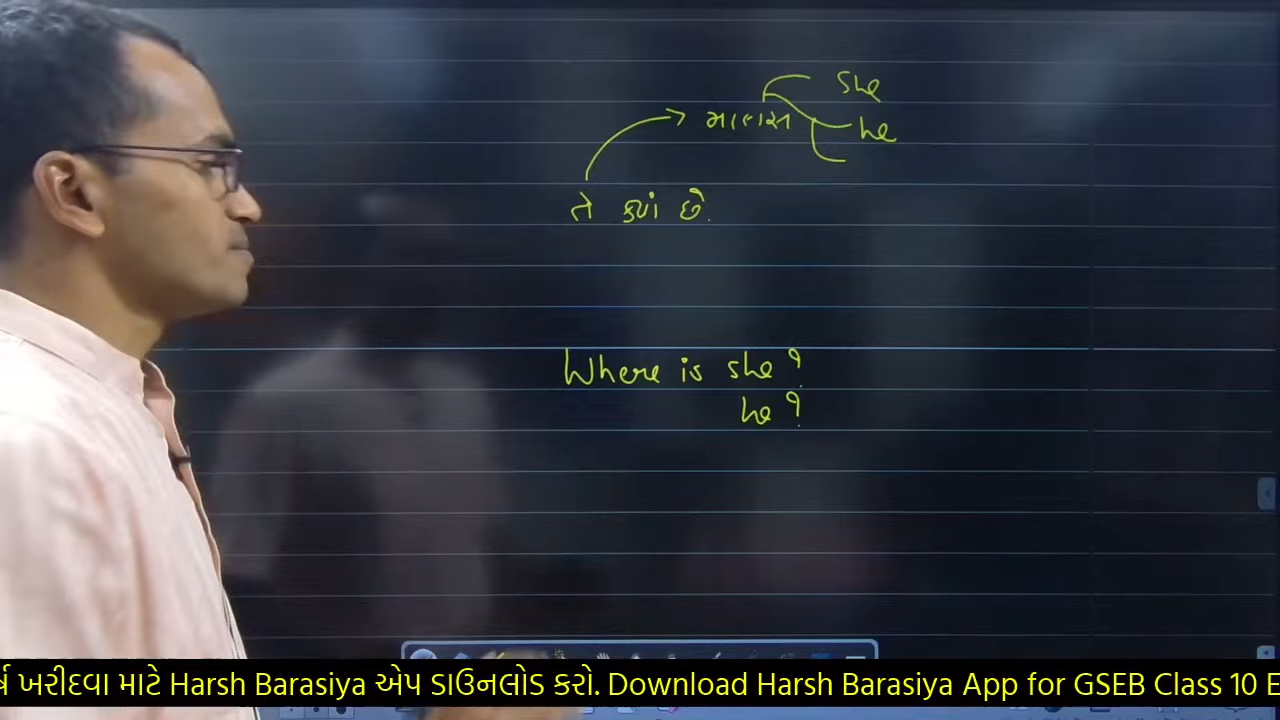 she
માણસ
he
તે ક્યાં છે.
Where is she?
he?
ર્ષ ખરીદવા માટે Harsh Barasiya એપ ડાઉનલોડ કરો. Download Harsh Barasiya App for GSEB Class 10 E